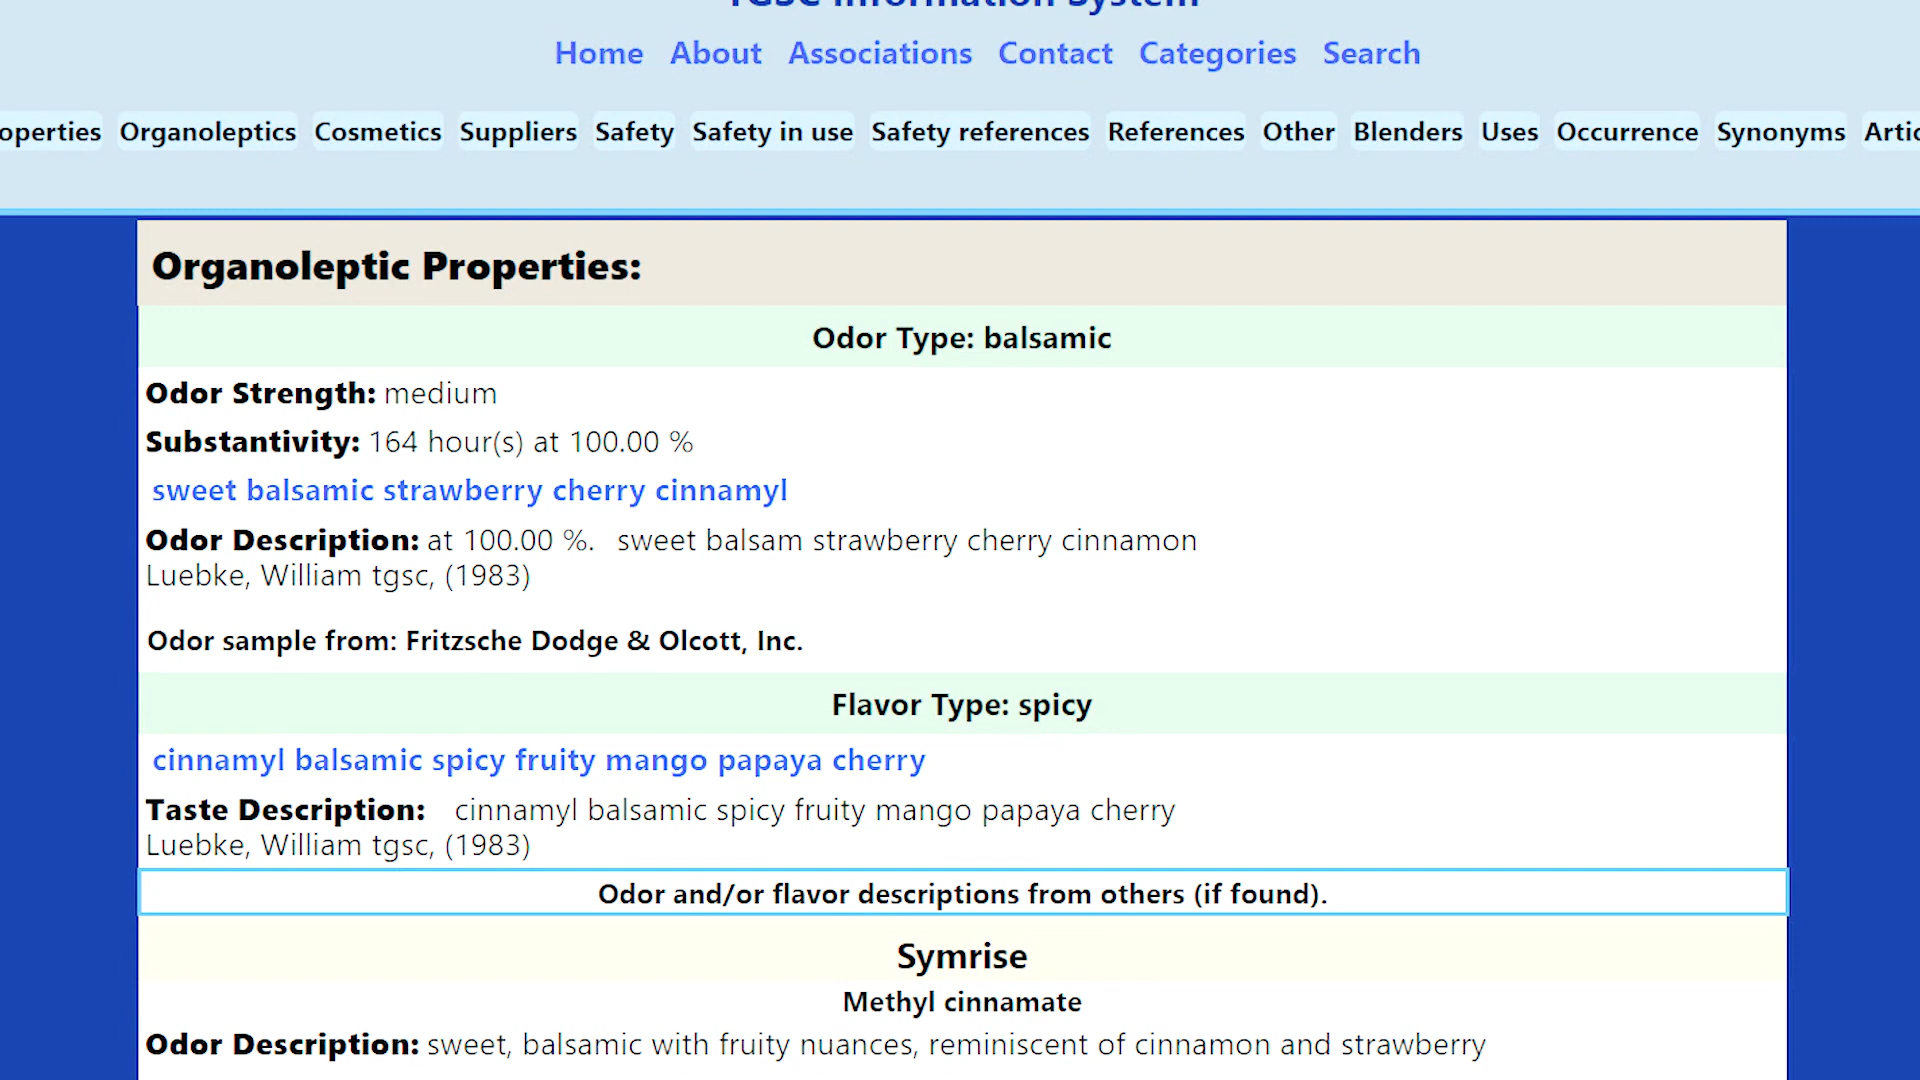 TGSC Information System
Home About Associations Contact Categories Search
operties Organoleptics Cosmetics Suppliers Safety Safety in use Safety references References Other Blenders Uses Occurrence Synonyms Artic
Organoleptic Properties:
Odor Type: balsamic
Odor Strength: medium
Substantivity: 164 hour(s) at 100.00 %
sweet balsamic strawberry cherry cinnamyl
Odor Description: at 100.00 %. sweet balsam strawberry cherry cinnamon
Luebke, William tgsc, (1983)
Odor sample from: Fritzsche Dodge & Olcott, Inc.
Flavor Type: spicy
cinnamyl balsamic spicy fruity mango papaya cherry
Taste Description: cinnamyl balsamic spicy fruity mango papaya cherry
Luebke, William tgsc, (1983)
Odor and/or flavor descriptions from others (if found).
Symrise
Methyl cinnamate
Odor Description: sweet, balsamic with fruity nuances, reminiscent of cinnamon and strawberry